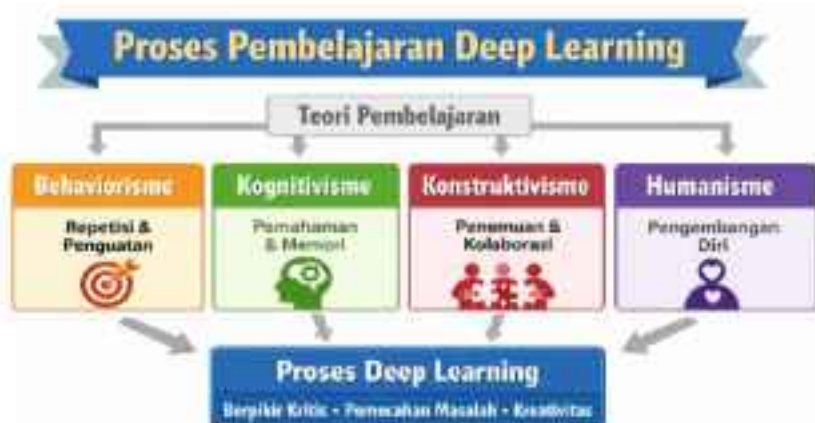 Proses Pembelajaran Deep Learning
Teori Pembelajaran
Behaviorisme
Repetisi &
Penguatan
Kognitivisme
Pemahaman
& Memori
Konstruktivisme
Penemuan &
Kolaborasi
Humanisme
Pengembangan
Diri
Proses Deep Learning
Berpikir Kritis • Pemecahan Masalah • Kreativitas